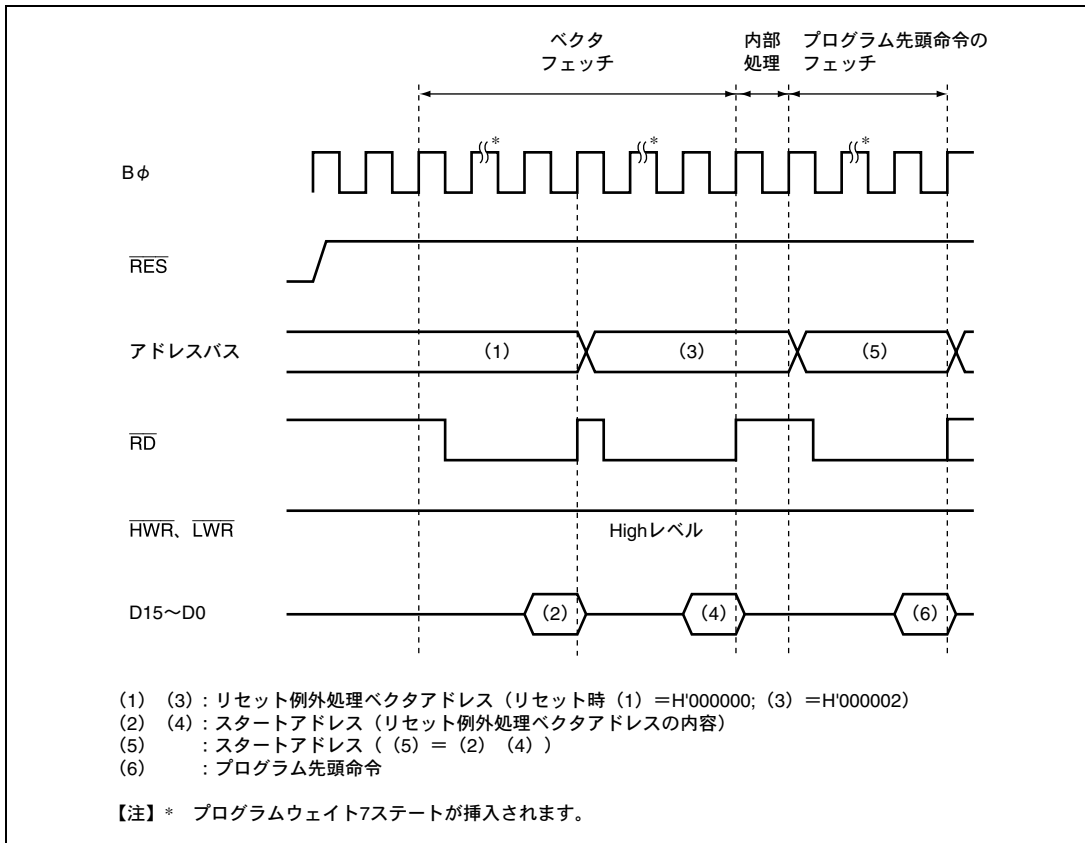 ベクタ
フェッチ
内部
処理
プログラム先頭命令の
フェッチ
Bφ
*
*
*
RES
アドレスバス
(1)
(3)
(5)
RD
HWR、LWR
Highレベル
D15～D0
(2)
(4)
(6)
(1) (3)：リセット例外処理ベクタアドレス（リセット時（1）＝H'000000;（3）＝H'000002）
(2) (4)：スタートアドレス（リセット例外処理ベクタアドレスの内容）
(5) ：スタートアドレス（（5）＝（2）（4））
(6) ：プログラム先頭命令
【注】* プログラムウェイト7ステートが挿入されます。